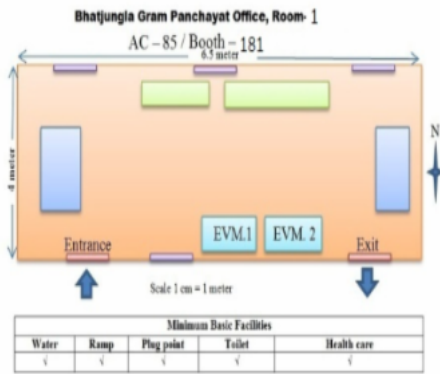 Bhatjungla Gram Panchayat Office, Room- 1
AC – 85 / Booth – 181
6.5 meter
4 meter
N
EVM.1 EVM. 2
Entrance Exit
Scale 1 cm = 1 meter
Minimum Basic Facilities
Water Ramp Plug point Toilet Health care
√ √ √ √ √